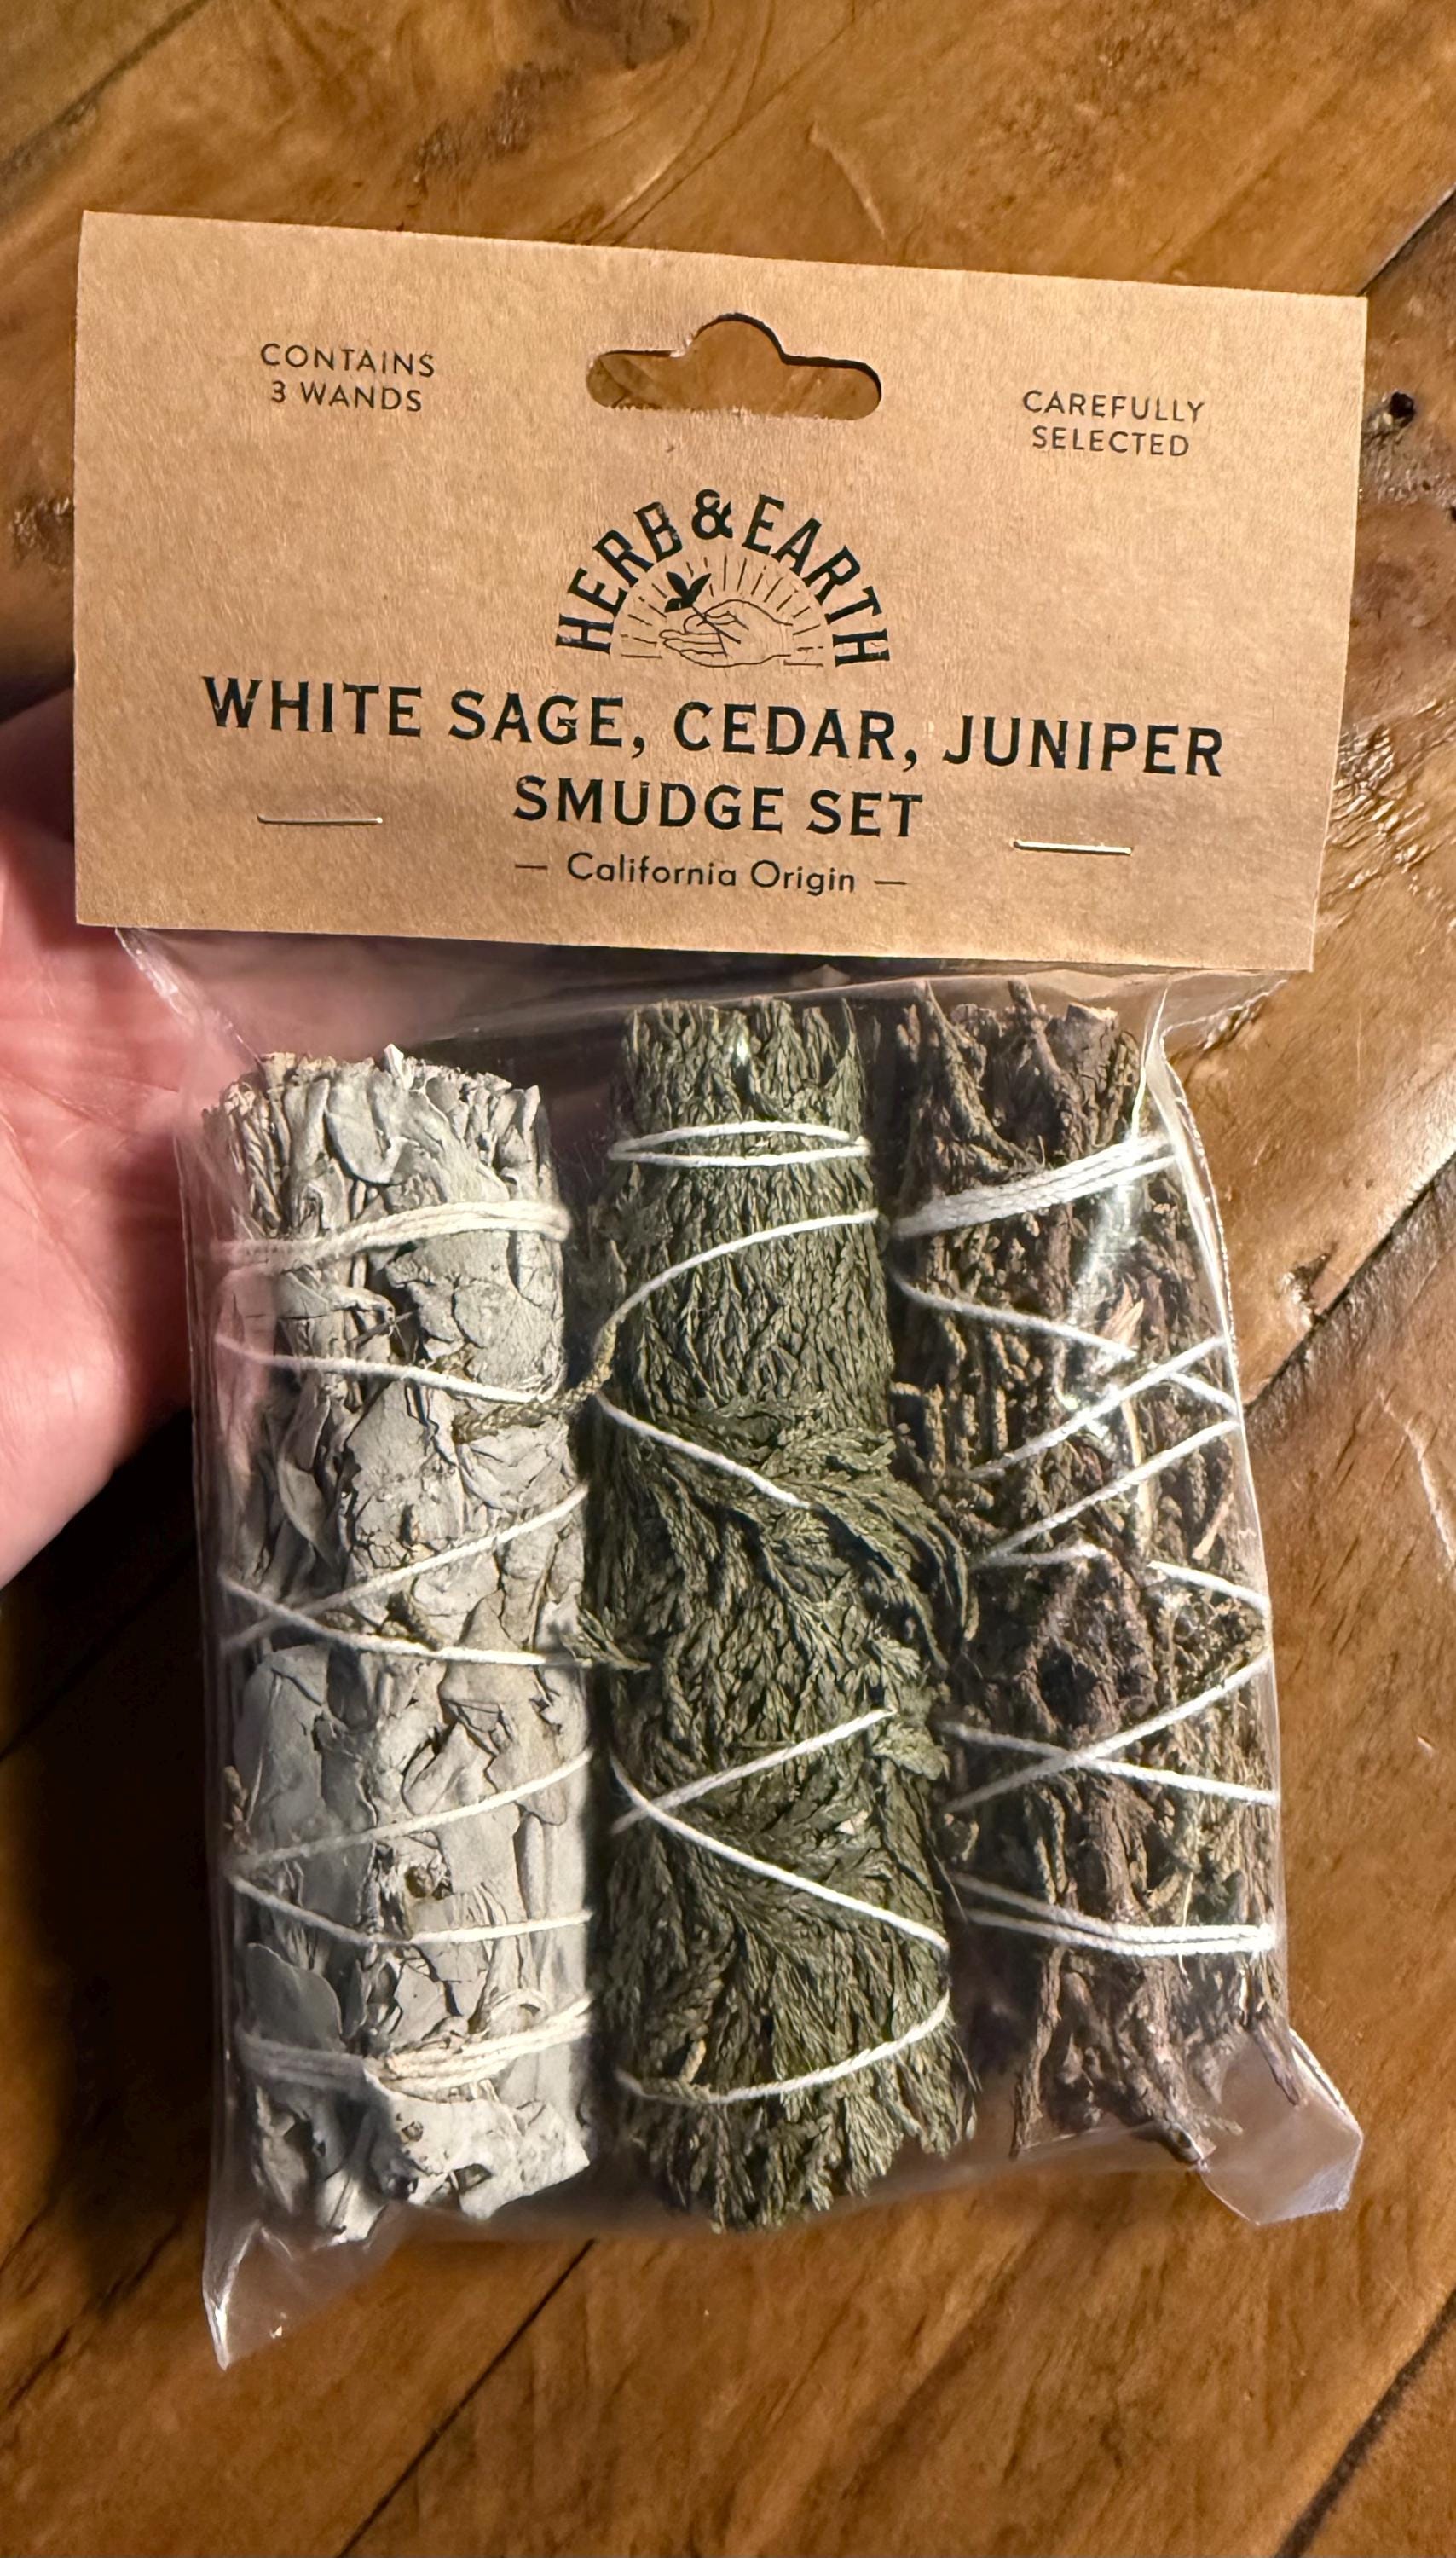 CONTAINS
3 WANDS
CAREFULLY
SELECTED
HERB & EARTH
WHITE SAGE, CEDAR, JUNIPER
SMUDGE SET
— California Origin —